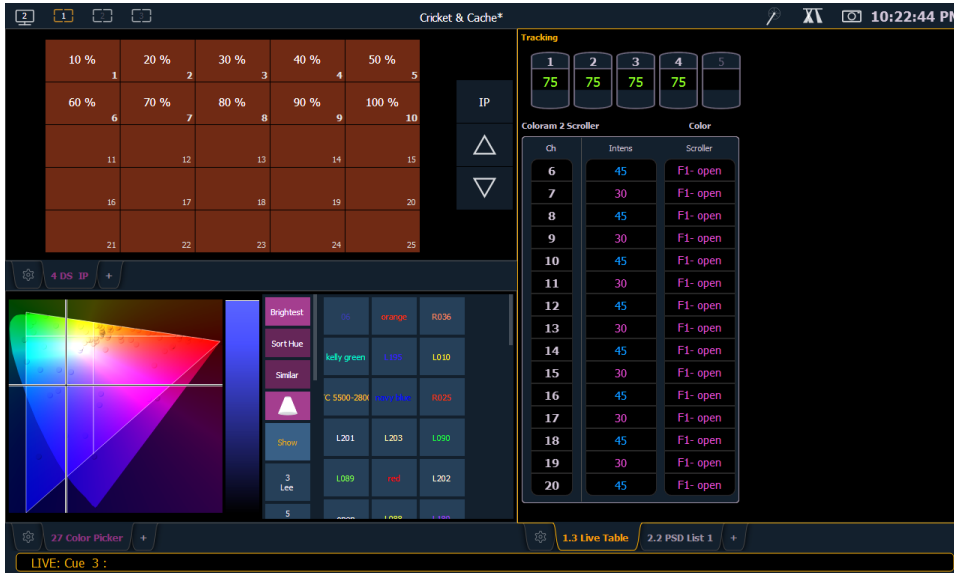 2 1 2 3 Cricket & Cache* 10:22:44 PM
10 % 20 % 30 % 40 % 50 %
1 2 3 4 5
60 % 70 % 80 % 90 % 100 %
6 7 8 9 10
11 12 13 14 15
16 17 18 19 20
21 22 23 24 25
IP
4 DS IP +
Brightest
Sort Hue
Similar
Show
3
Lee
5
orange R036
kelly green L010
navy blue R025
L201 L203 L090
L089 red L202
open L088
27 Color Picker +
Tracking
1 2 3 4 5
75 75 75 75
Coloram 2 Scroller Color
Ch Intens Scroller
6 45 F1- open
7 30 F1- open
8 45 F1- open
9 30 F1- open
10 45 F1- open
11 30 F1- open
12 45 F1- open
13 30 F1- open
14 45 F1- open
15 30 F1- open
16 45 F1- open
17 30 F1- open
18 45 F1- open
19 30 F1- open
20 45 F1- open
1.3 Live Table 2.2 PSD List 1 +
LIVE: Cue 3 :